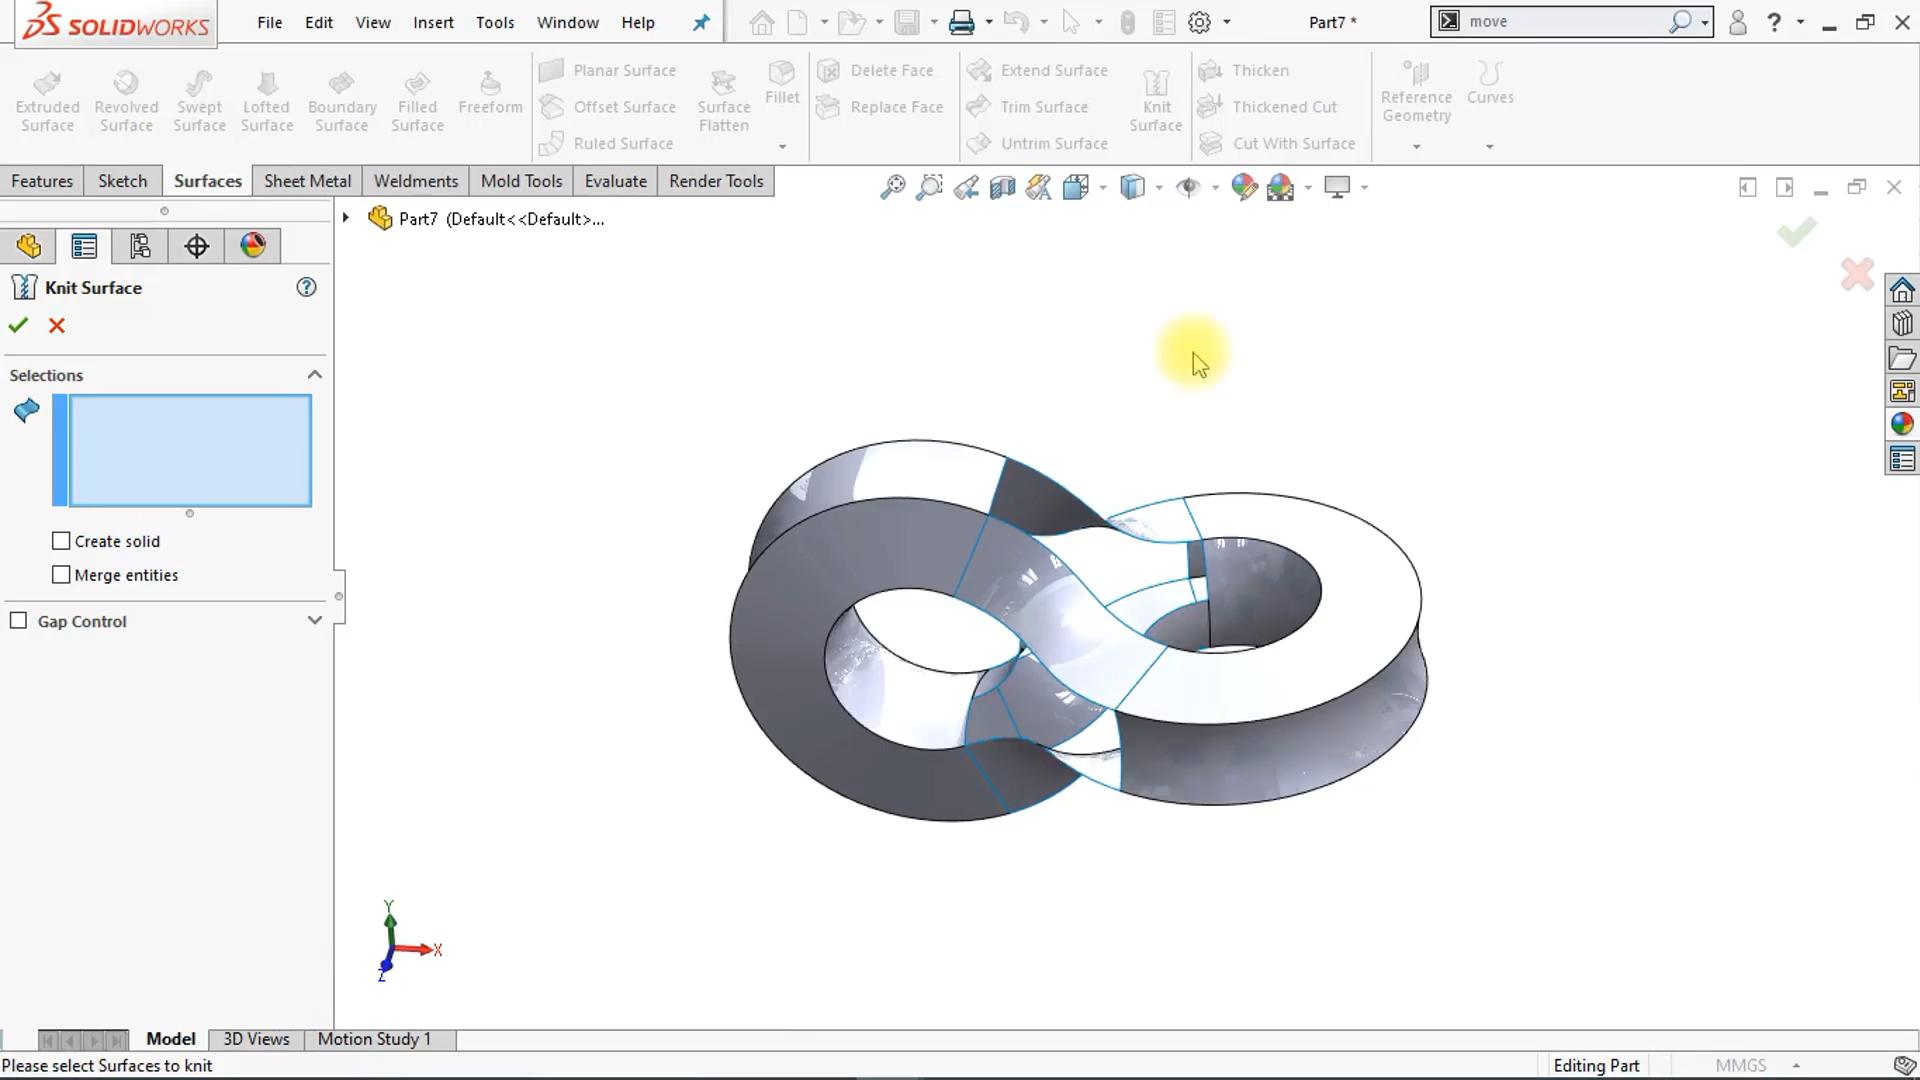 SOLIDWORKS File Edit View Insert Tools Window Help Part7 * move
Extruded Surface
Revolved Surface
Swept Surface
Lofted Surface
Boundary Surface
Filled Surface
Freeform
Planar Surface
Offset Surface
Ruled Surface
Surface Flatten
Fillet
Delete Face
Replace Face
Extend Surface
Trim Surface
Untrim Surface
Knit Surface
Thicken
Thickened Cut
Cut With Surface
Reference Geometry
Curves
Features Sketch Surfaces Sheet Metal Weldments Mold Tools Evaluate Render Tools
Part7 (Default<<Default>...
Knit Surface
Selections
Create solid
Merge entities
Gap Control
Y
X
Z
Model 3D Views Motion Study 1
Please select Surfaces to knit Editing Part MMGS